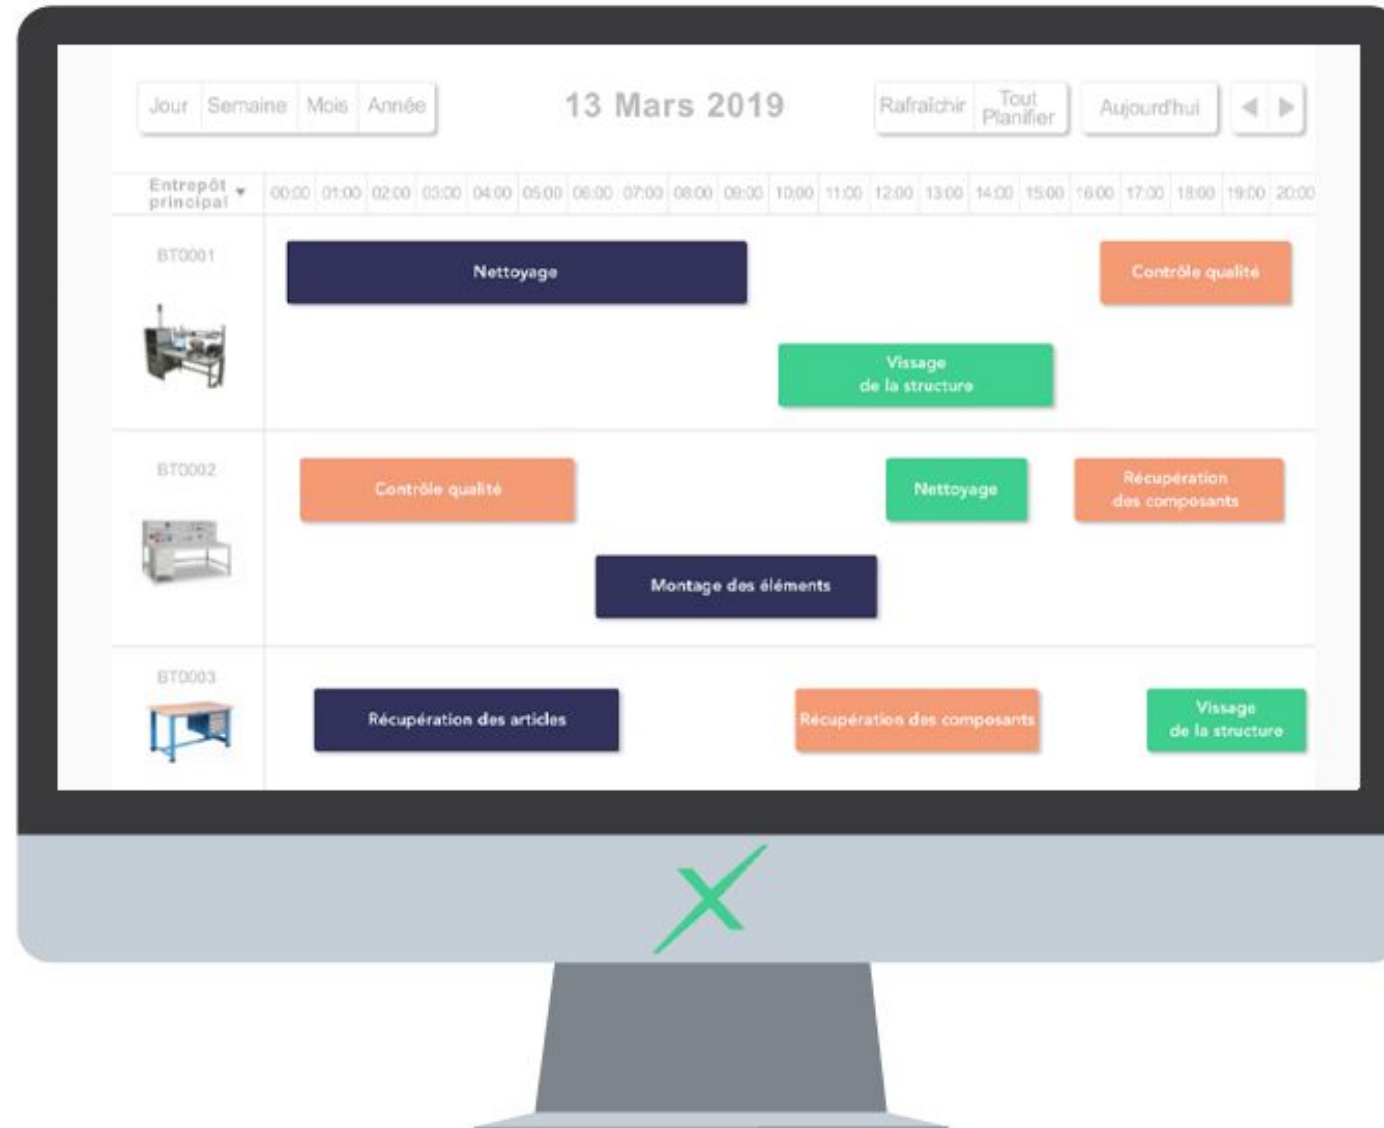 Jour Semaine Mois Année 13 Mars 2019 Rafraîchir Tout Planifier Aujourd'hui
Entrepôt principal 00:00 01:00 02:00 03:00 04:00 05:00 06:00 07:00 08:00 09:00 10:00 11:00 12:00 13:00 14:00 15:00 16:00 17:00 18:00 19:00 20:00
BT0001
Nettoyage
Contrôle qualité
Vissage
de la structure
BT0002
Contrôle qualité
Nettoyage
Récupération
des composants
Montage des éléments
BT0003
Récupération des articles
Récupération des composants
Vissage
de la structure